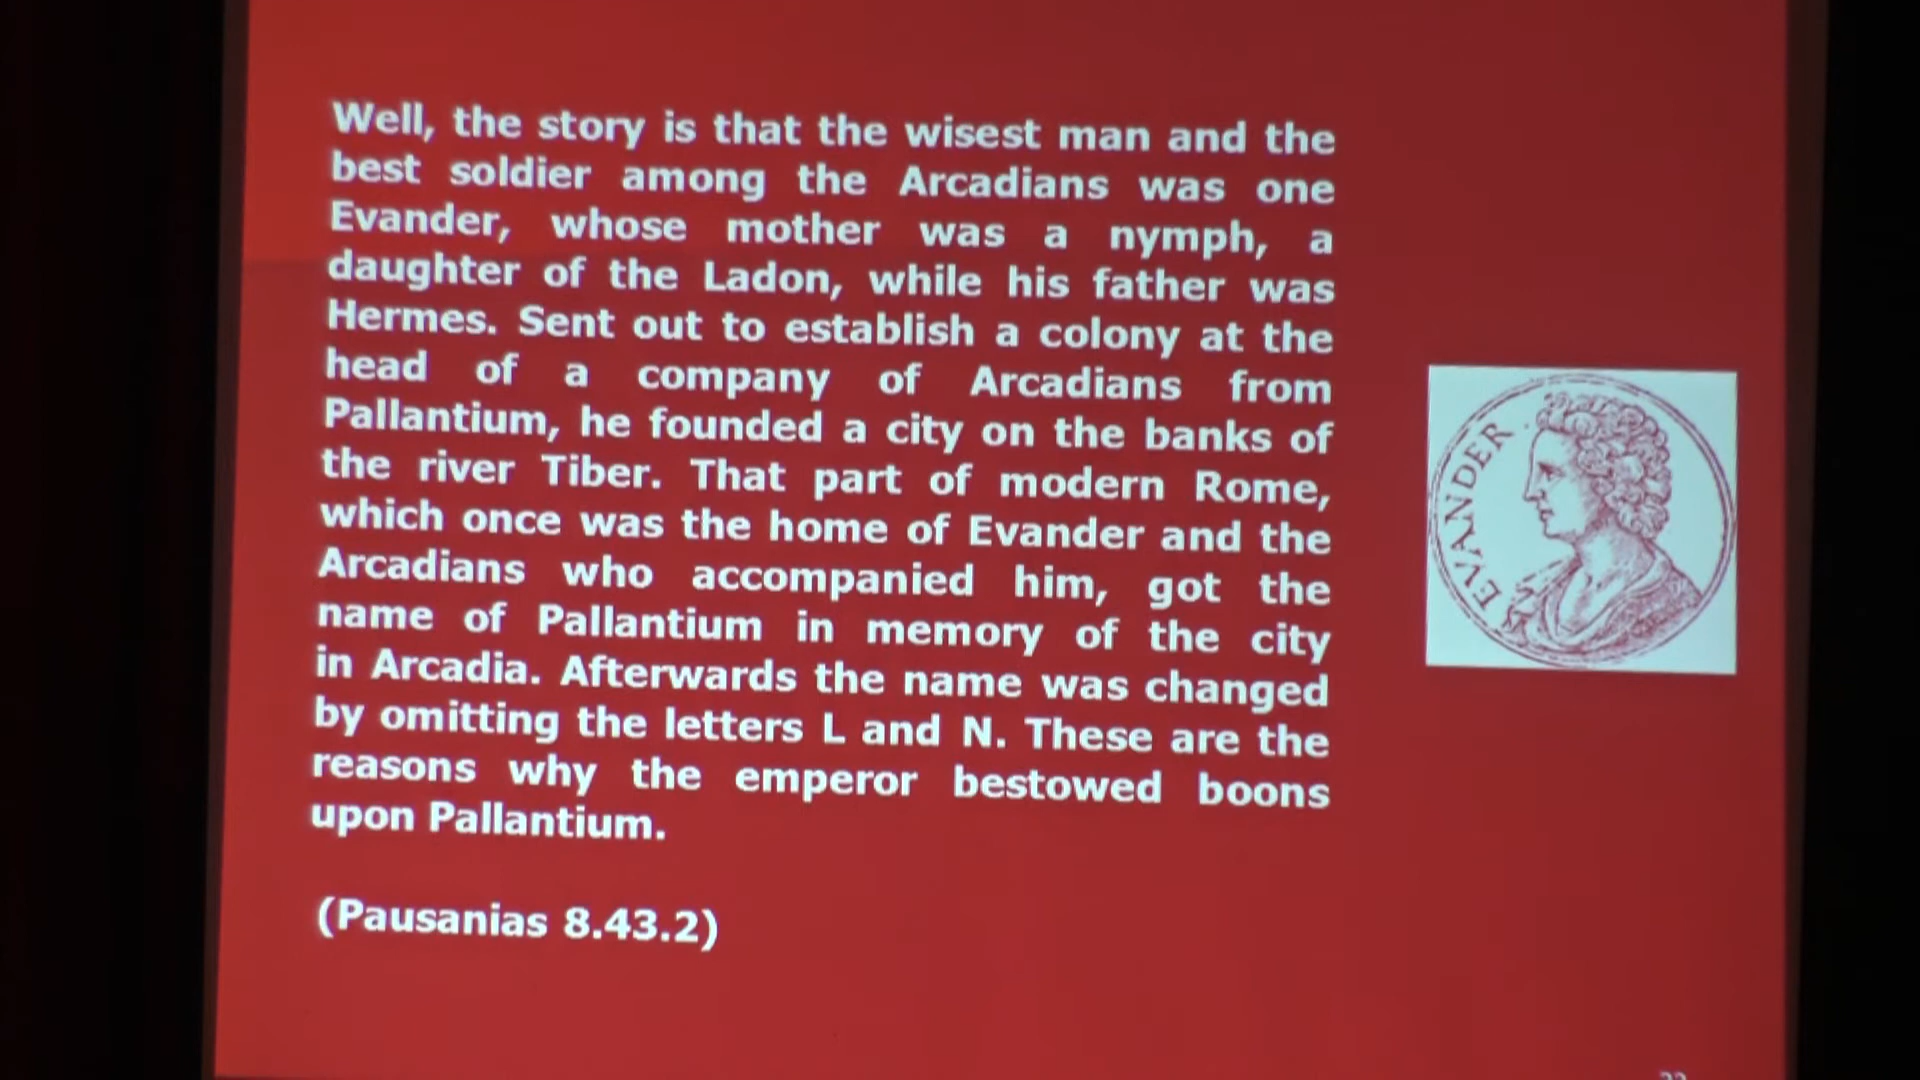 Well, the story is that the wisest man and the
best soldier among the Arcadians was one
Evander, whose mother was a nymph, a
daughter of the Ladon, while his father was
Hermes. Sent out to establish a colony at the
head of a company of Arcadians from
Pallantium, he founded a city on the banks of
the river Tiber. That part of modern Rome,
which once was the home of Evander and the
Arcadians who accompanied him, got the
name of Pallantium in memory of the city
in Arcadia. Afterwards the name was changed
by omitting the letters L and N. These are the
reasons why the emperor bestowed boons
upon Pallantium.
(Pausanias 8.43.2)
EVANDER